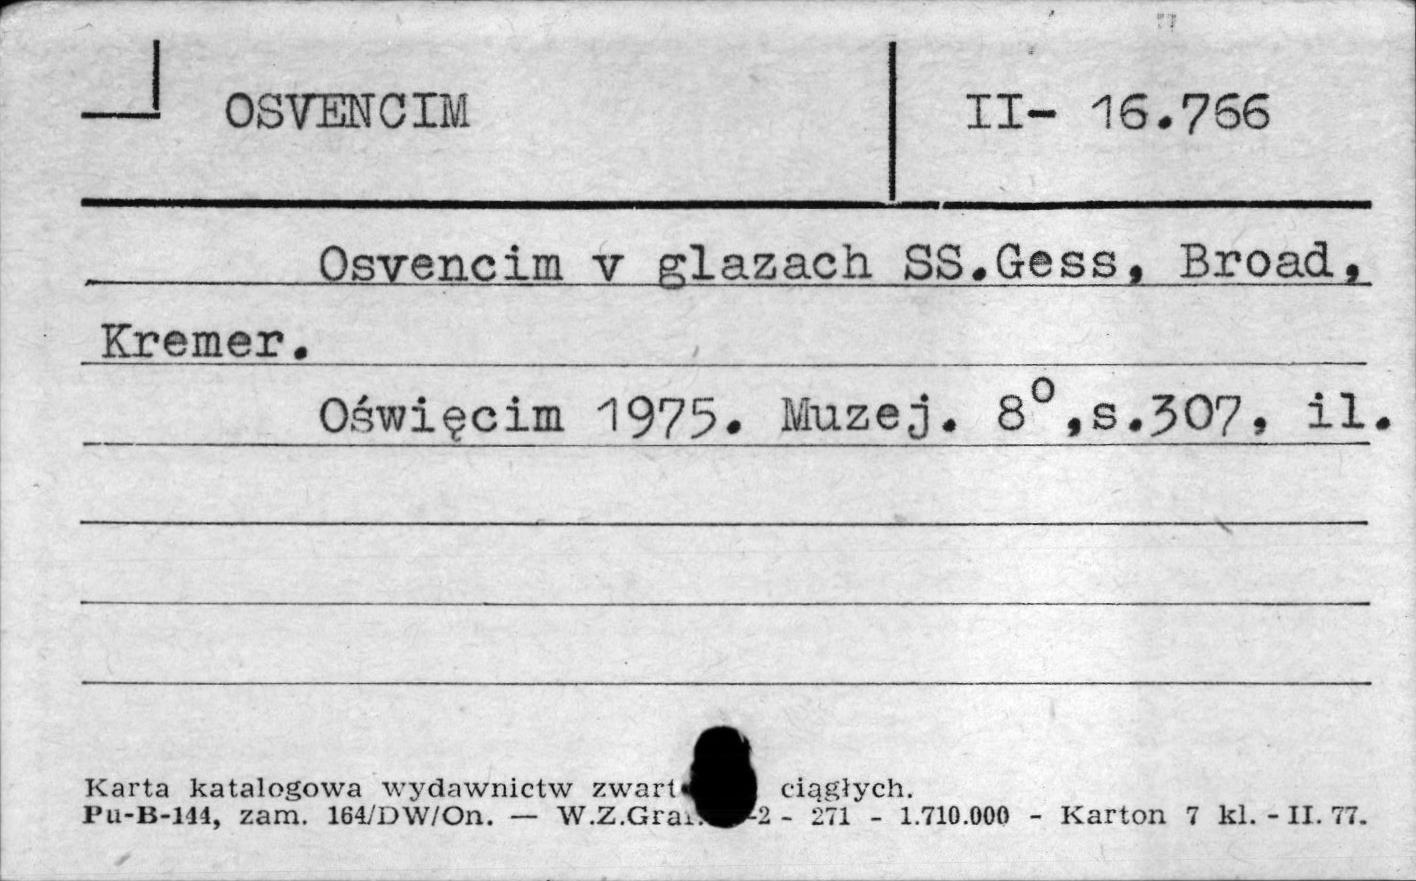 OSVENCIM
II- 16.766
Osvencim v glazach SS.Gess, Broad,
Kremer.
Oświęcim 1975. Muzej. 8°,s.307, il.
Karta katalogowa wydawnictw zwart ciągłych.
Pu-B-144, zam. 164/DW/On. — W.Z.Graf. -2 - 271 - 1.710.000 - Karton 7 kl. - II. 77.